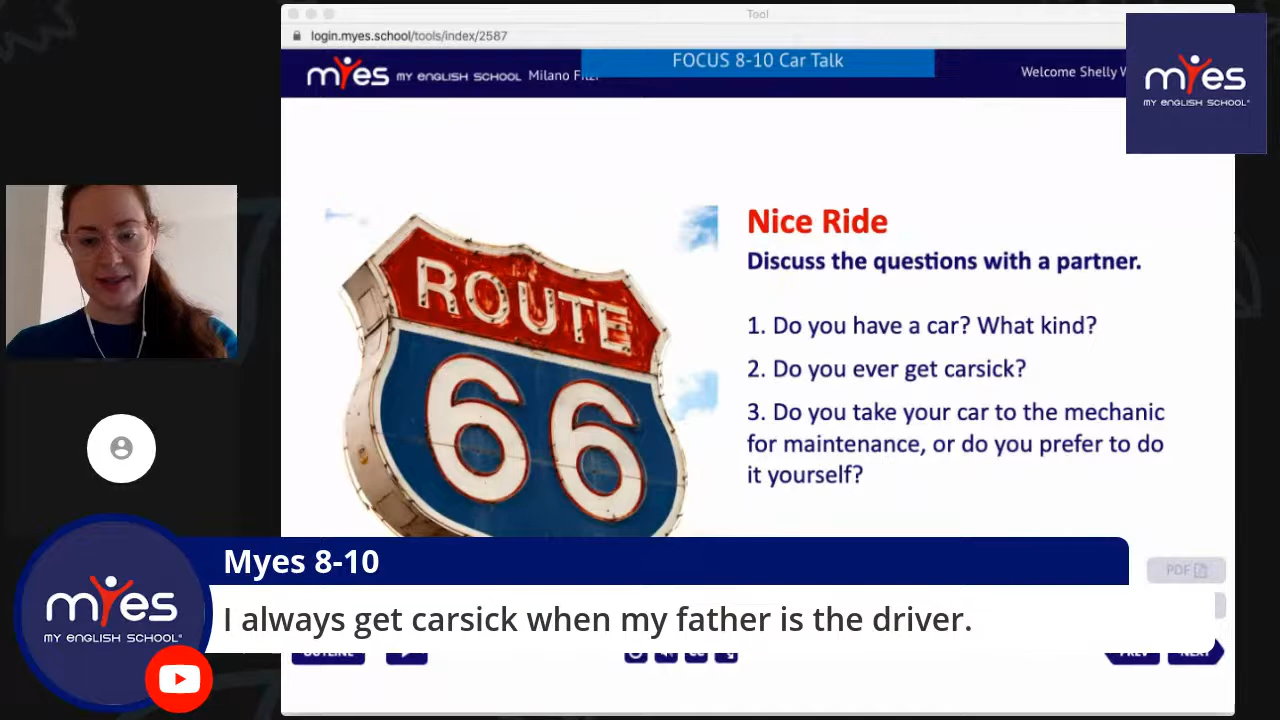 Tool
login.myes.school/tools/index/2587
FOCUS 8-10 Car Talk
myes MY ENGLISH SCHOOL Milano
Welcome Shelly
myes
MY ENGLISH SCHOOL
ROUTE
66
Nice Ride
Discuss the questions with a partner.
1. Do you have a car? What kind?
2. Do you ever get carsick?
3. Do you take your car to the mechanic
for maintenance, or do you prefer to do
it yourself?
PDF
Myes 8-10
I always get carsick when my father is the driver.
myes
MY ENGLISH SCHOOL
OUTLINE
PREV
NEXT